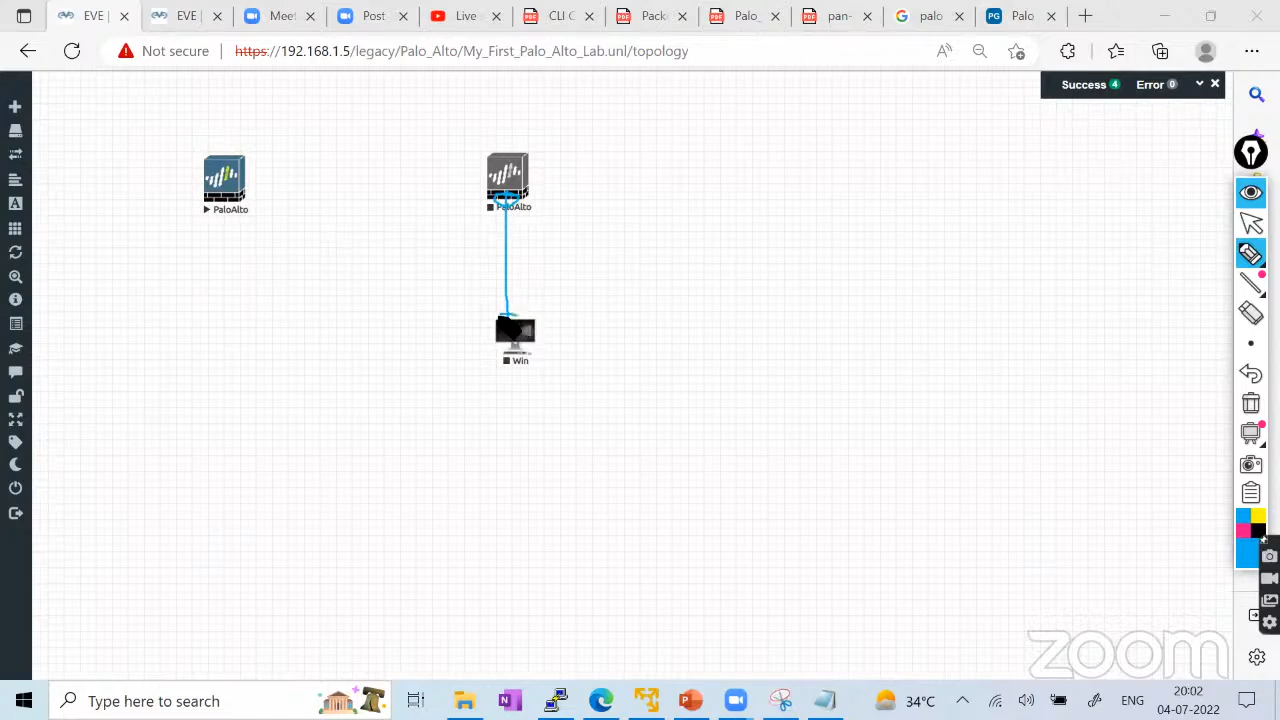 EVE |
EVE
M
Post
Live
CLI C
Pack
Palo_
pan-
palo
PG Palo
Not secure https://192.168.1.5/legacy/Palo_Alto/My_First_Palo_Alto_Lab.unl/topology
Success 4 Error 0
PaloAlto
PaloAlto
Win
zoom
Type here to search
34°C
ENG
20:02
04-07-2022